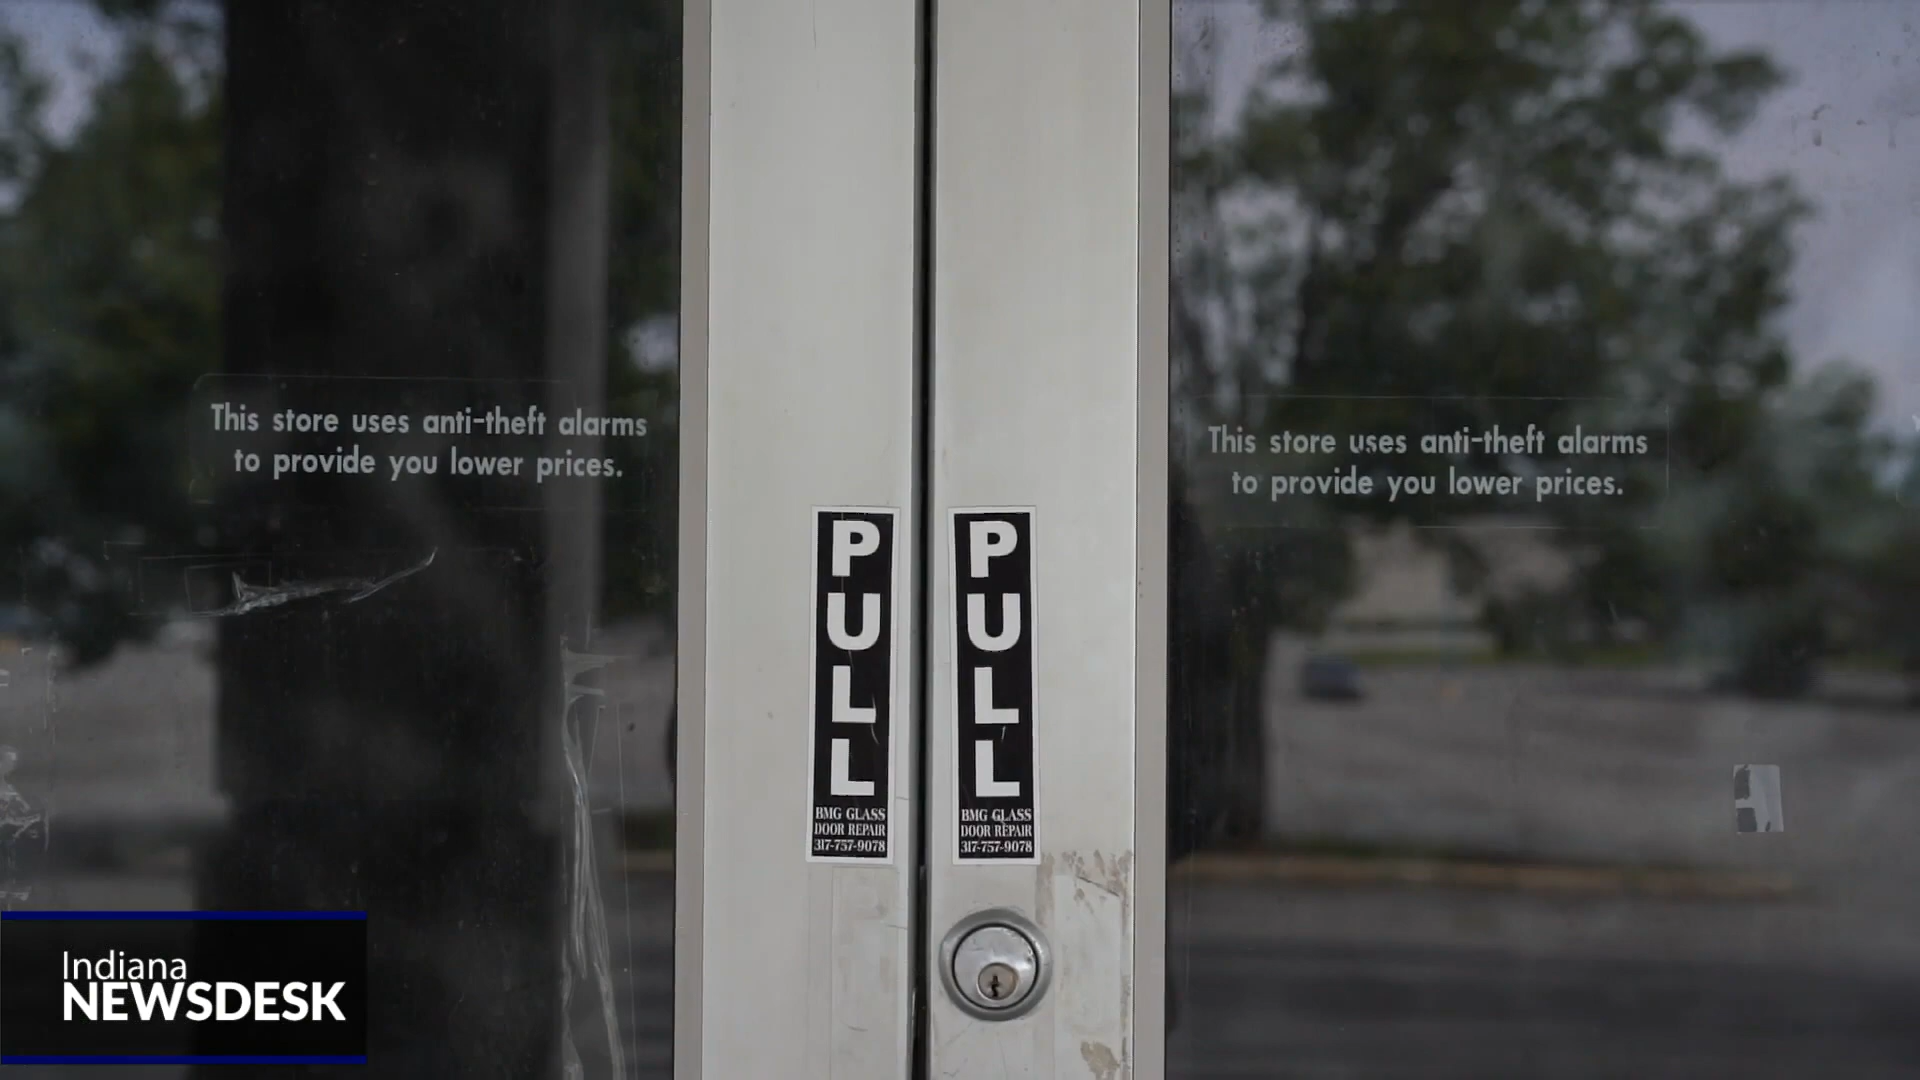 This store uses anti-theft alarms
to provide you lower prices.
This store uses anti-theft alarms
to provide you lower prices.
PULL
BMG GLASS
DOOR REPAIR
317-757-9078
PULL
BMG GLASS
DOOR REPAIR
317-757-9078
Indiana
NEWSDESK